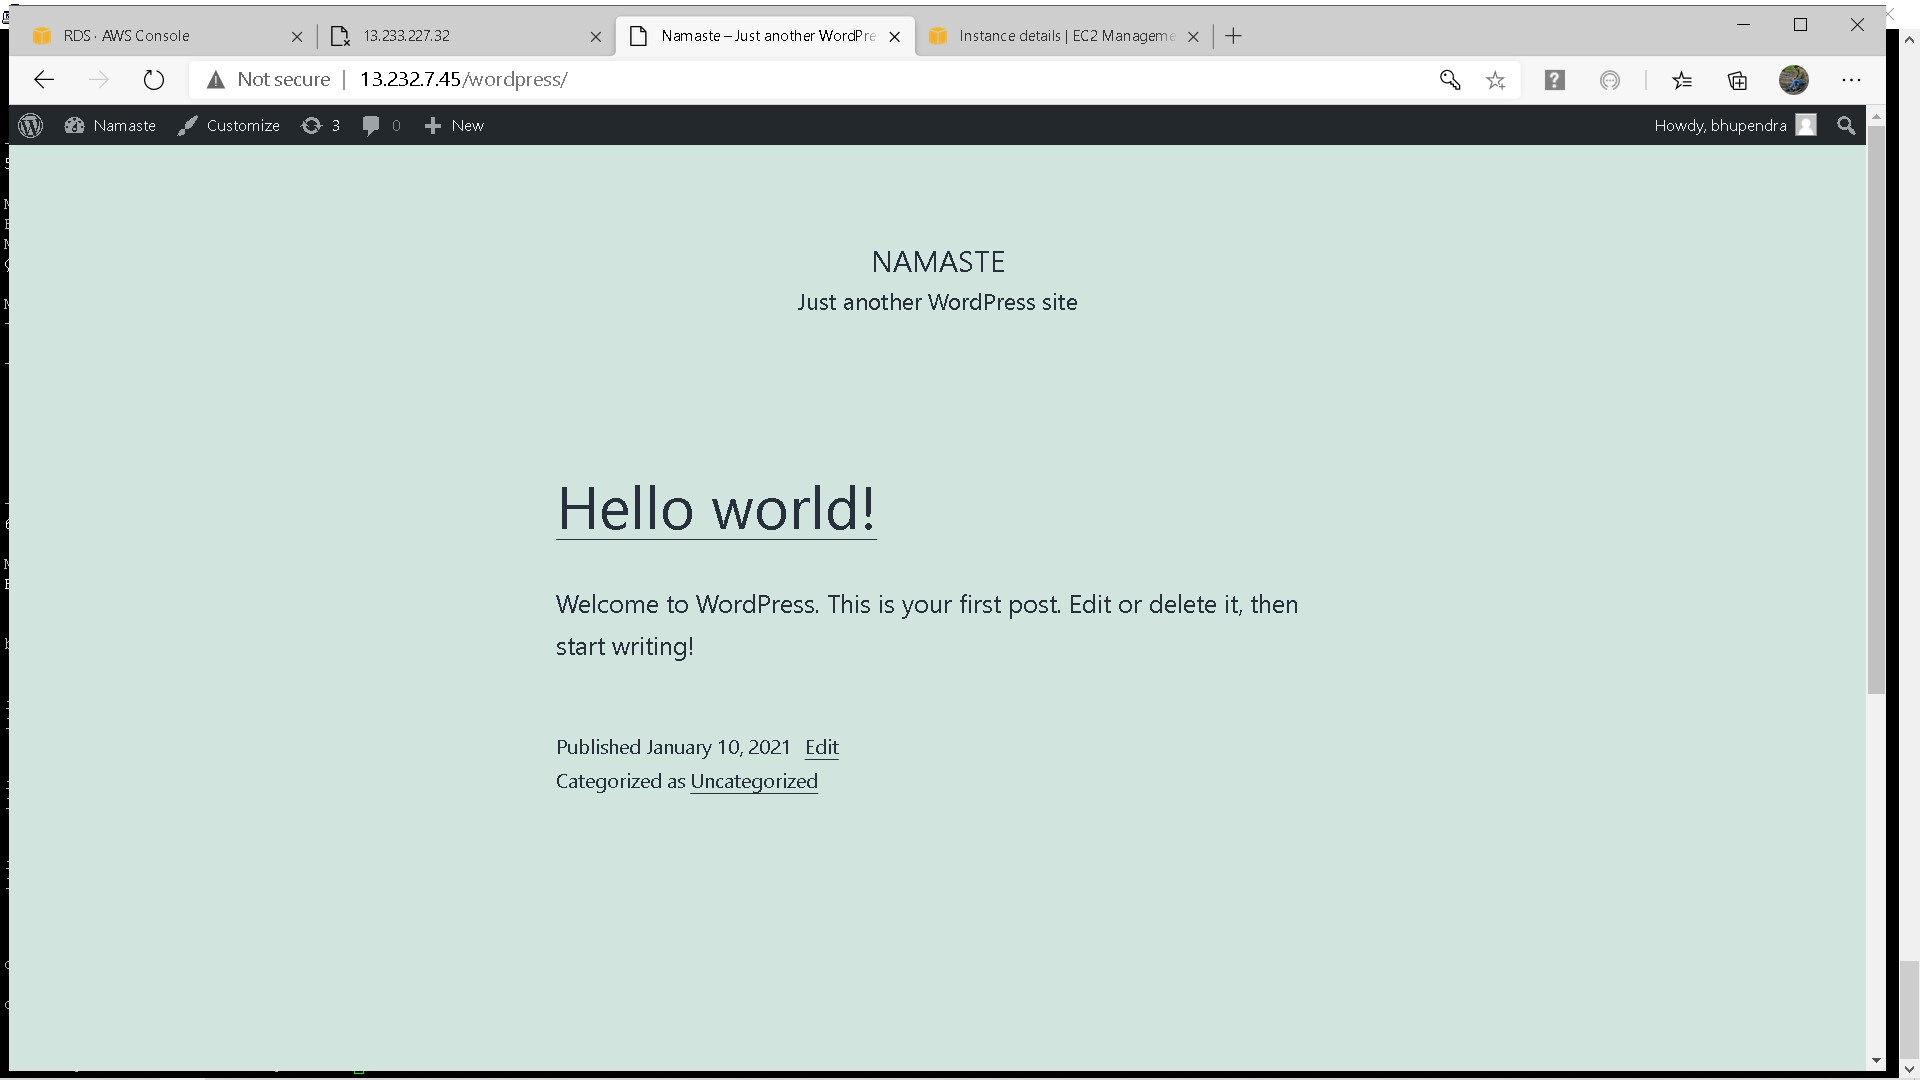 RDS · AWS Console
13.233.227.32
Namaste – Just another WordPre
Instance details | EC2 Manageme
Not secure | 13.232.7.45/wordpress/
Namaste Customize 3 0 New Howdy, bhupendra
NAMASTE
Just another WordPress site
Hello world!
Welcome to WordPress. This is your first post. Edit or delete it, then
start writing!
Published January 10, 2021 Edit
Categorized as Uncategorized